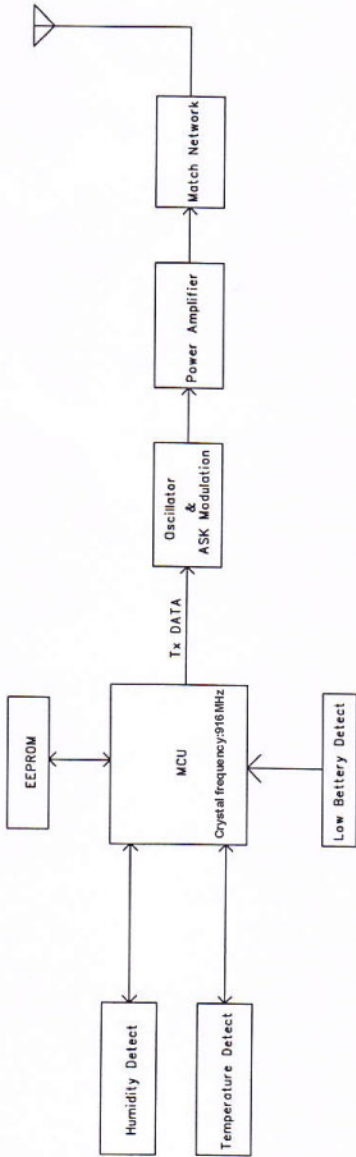 Humidity Detect
Temperature Detect
EEPROM
MCU
Crystal frequency:916MHz
Low Bettery Detect
Tx DATA
Oscillator
&
ASK Modulation
Power Amplifier
Match Network